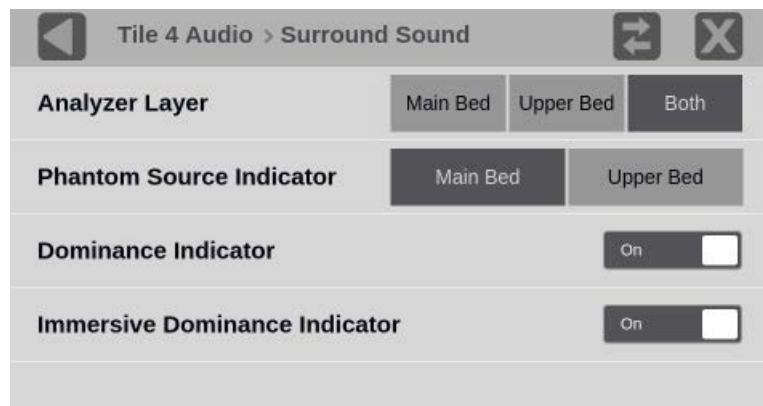 Tile 4 Audio > Surround Sound
Analyzer Layer Main Bed Upper Bed Both
Phantom Source Indicator Main Bed Upper Bed
Dominance Indicator On
Immersive Dominance Indicator On